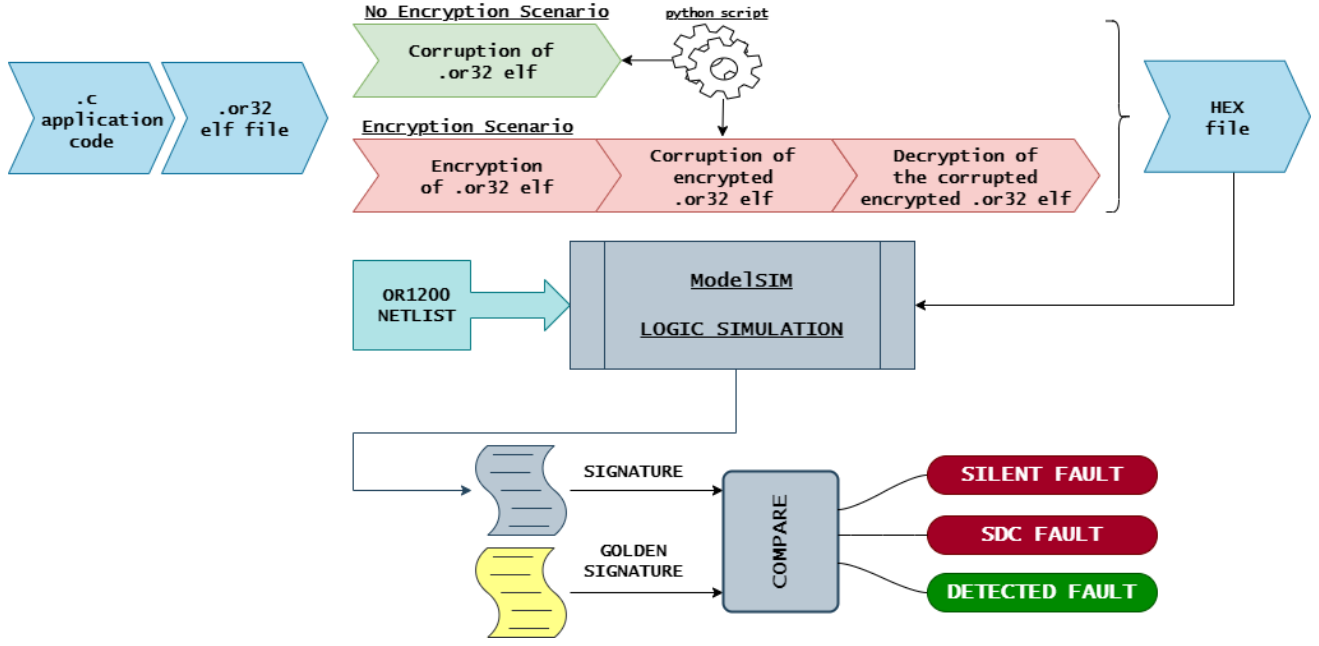 No Encryption Scenario
python script
Corruption of
.or32 elf
.c
application
code
.or32
elf file
HEX
file
Encryption Scenario
Encryption
of .or32 elf
Corruption of
encrypted
.or32 elf
Decryption of
the corrupted
encrypted .or32 elf
OR1200
NETLIST
ModelSIM
LOGIC SIMULATION
SIGNATURE
GOLDEN
SIGNATURE
COMPARE
SILENT FAULT
SDC FAULT
DETECTED FAULT